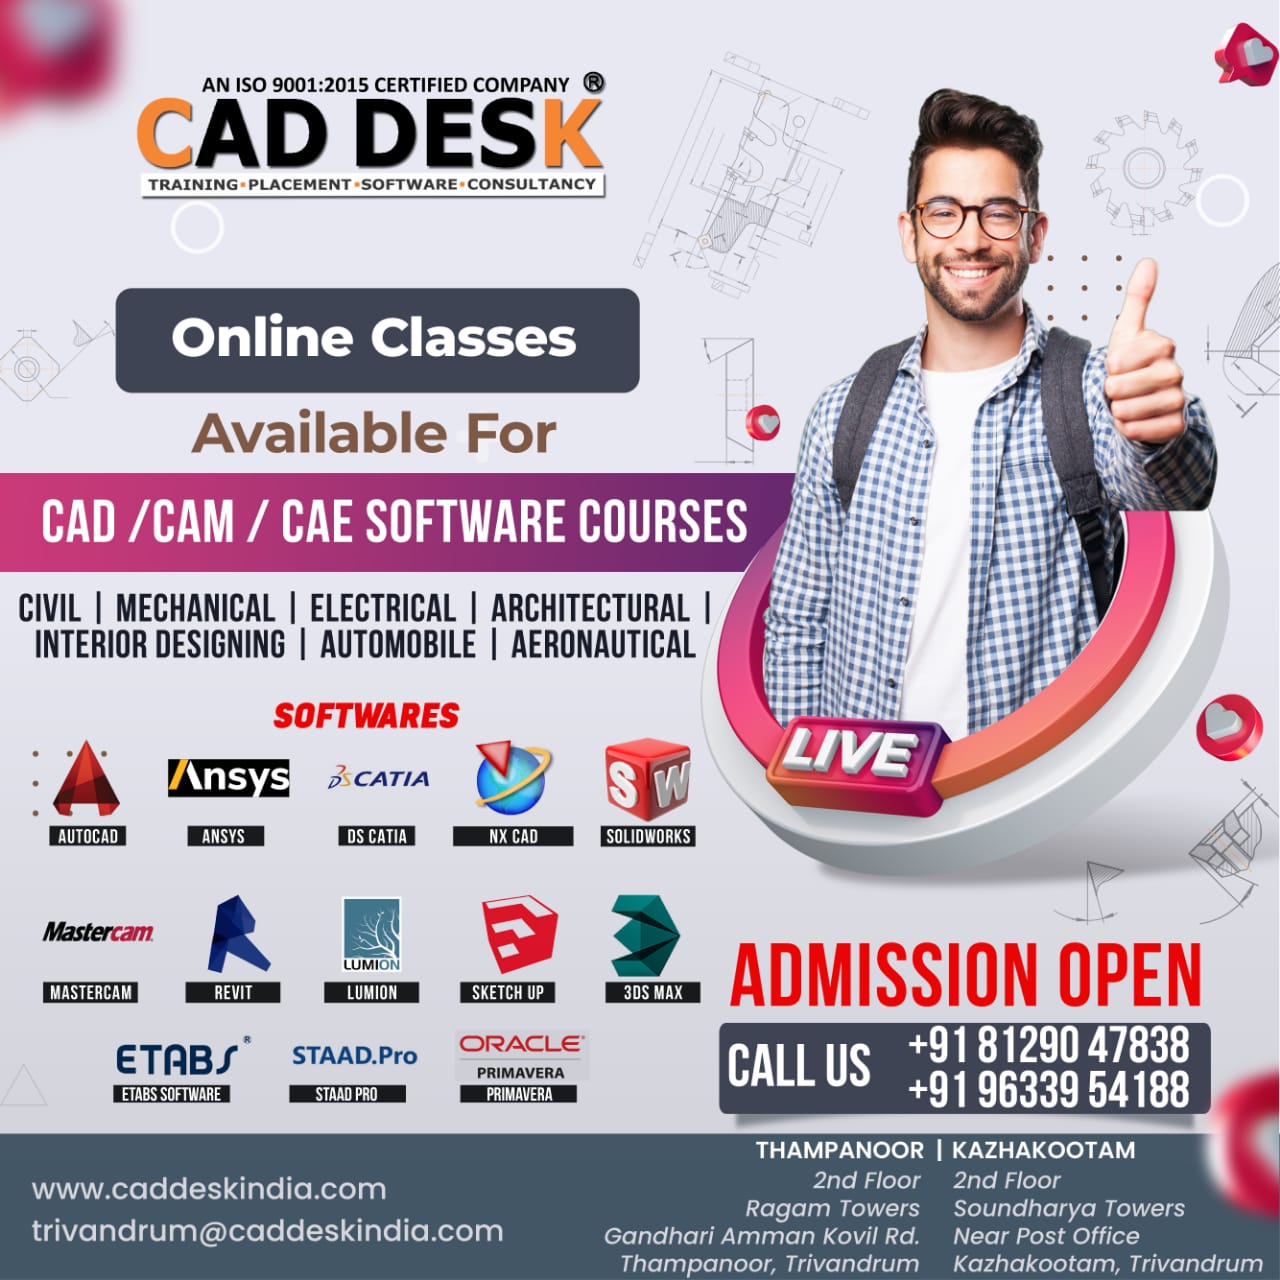 AN ISO 9001:2015 CERTIFIED COMPANY ®
CAD DESK
TRAINING▪PLACEMENT▪SOFTWARE▪CONSULTANCY
Online Classes
Available For
CAD /CAM / CAE SOFTWARE COURSES
CIVIL | MECHANICAL | ELECTRICAL | ARCHITECTURAL |
INTERIOR DESIGNING | AUTOMOBILE | AERONAUTICAL
SOFTWARES
Ansys
DS CATIA
SW
AUTOCAD
ANSYS
DS CATIA
NX CAD
SOLIDWORKS
LIVE
Mastercam.
R
LUMION
3
MASTERCAM
REVIT
LUMION
SKETCH UP
3DS MAX
ETABS®
STAAD.Pro
ORACLE®
PRIMAVERA
ETABS SOFTWARE
STAAD PRO
PRIMAVERA
ADMISSION OPEN
CALL US
+91 81290 47838
+91 96339 54188
www.caddeskindia.com
trivandrum@caddeskindia.com
THAMPANOOR | KAZHAKOOTAM
2nd Floor
Ragam Towers
Gandhari Amman Kovil Rd.
Thampanoor, Trivandrum
2nd Floor
Soundharya Towers
Near Post Office
Kazhakootam, Trivandrum